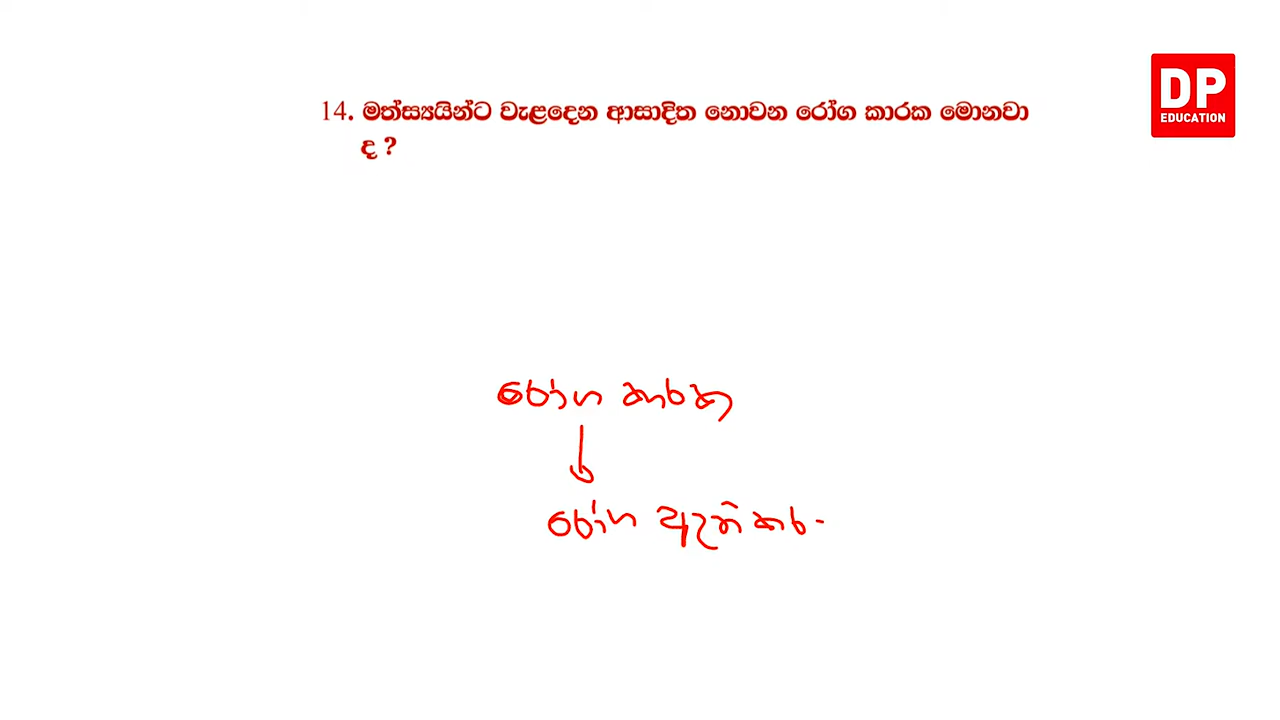 DP
EDUCATION
14. මත්ස්‍යයින්ට වැළදෙන ආසාදිත නොවන රෝග කාරක මොනවා
ද ?
රෝග කාරක
රෝග ඇති කර